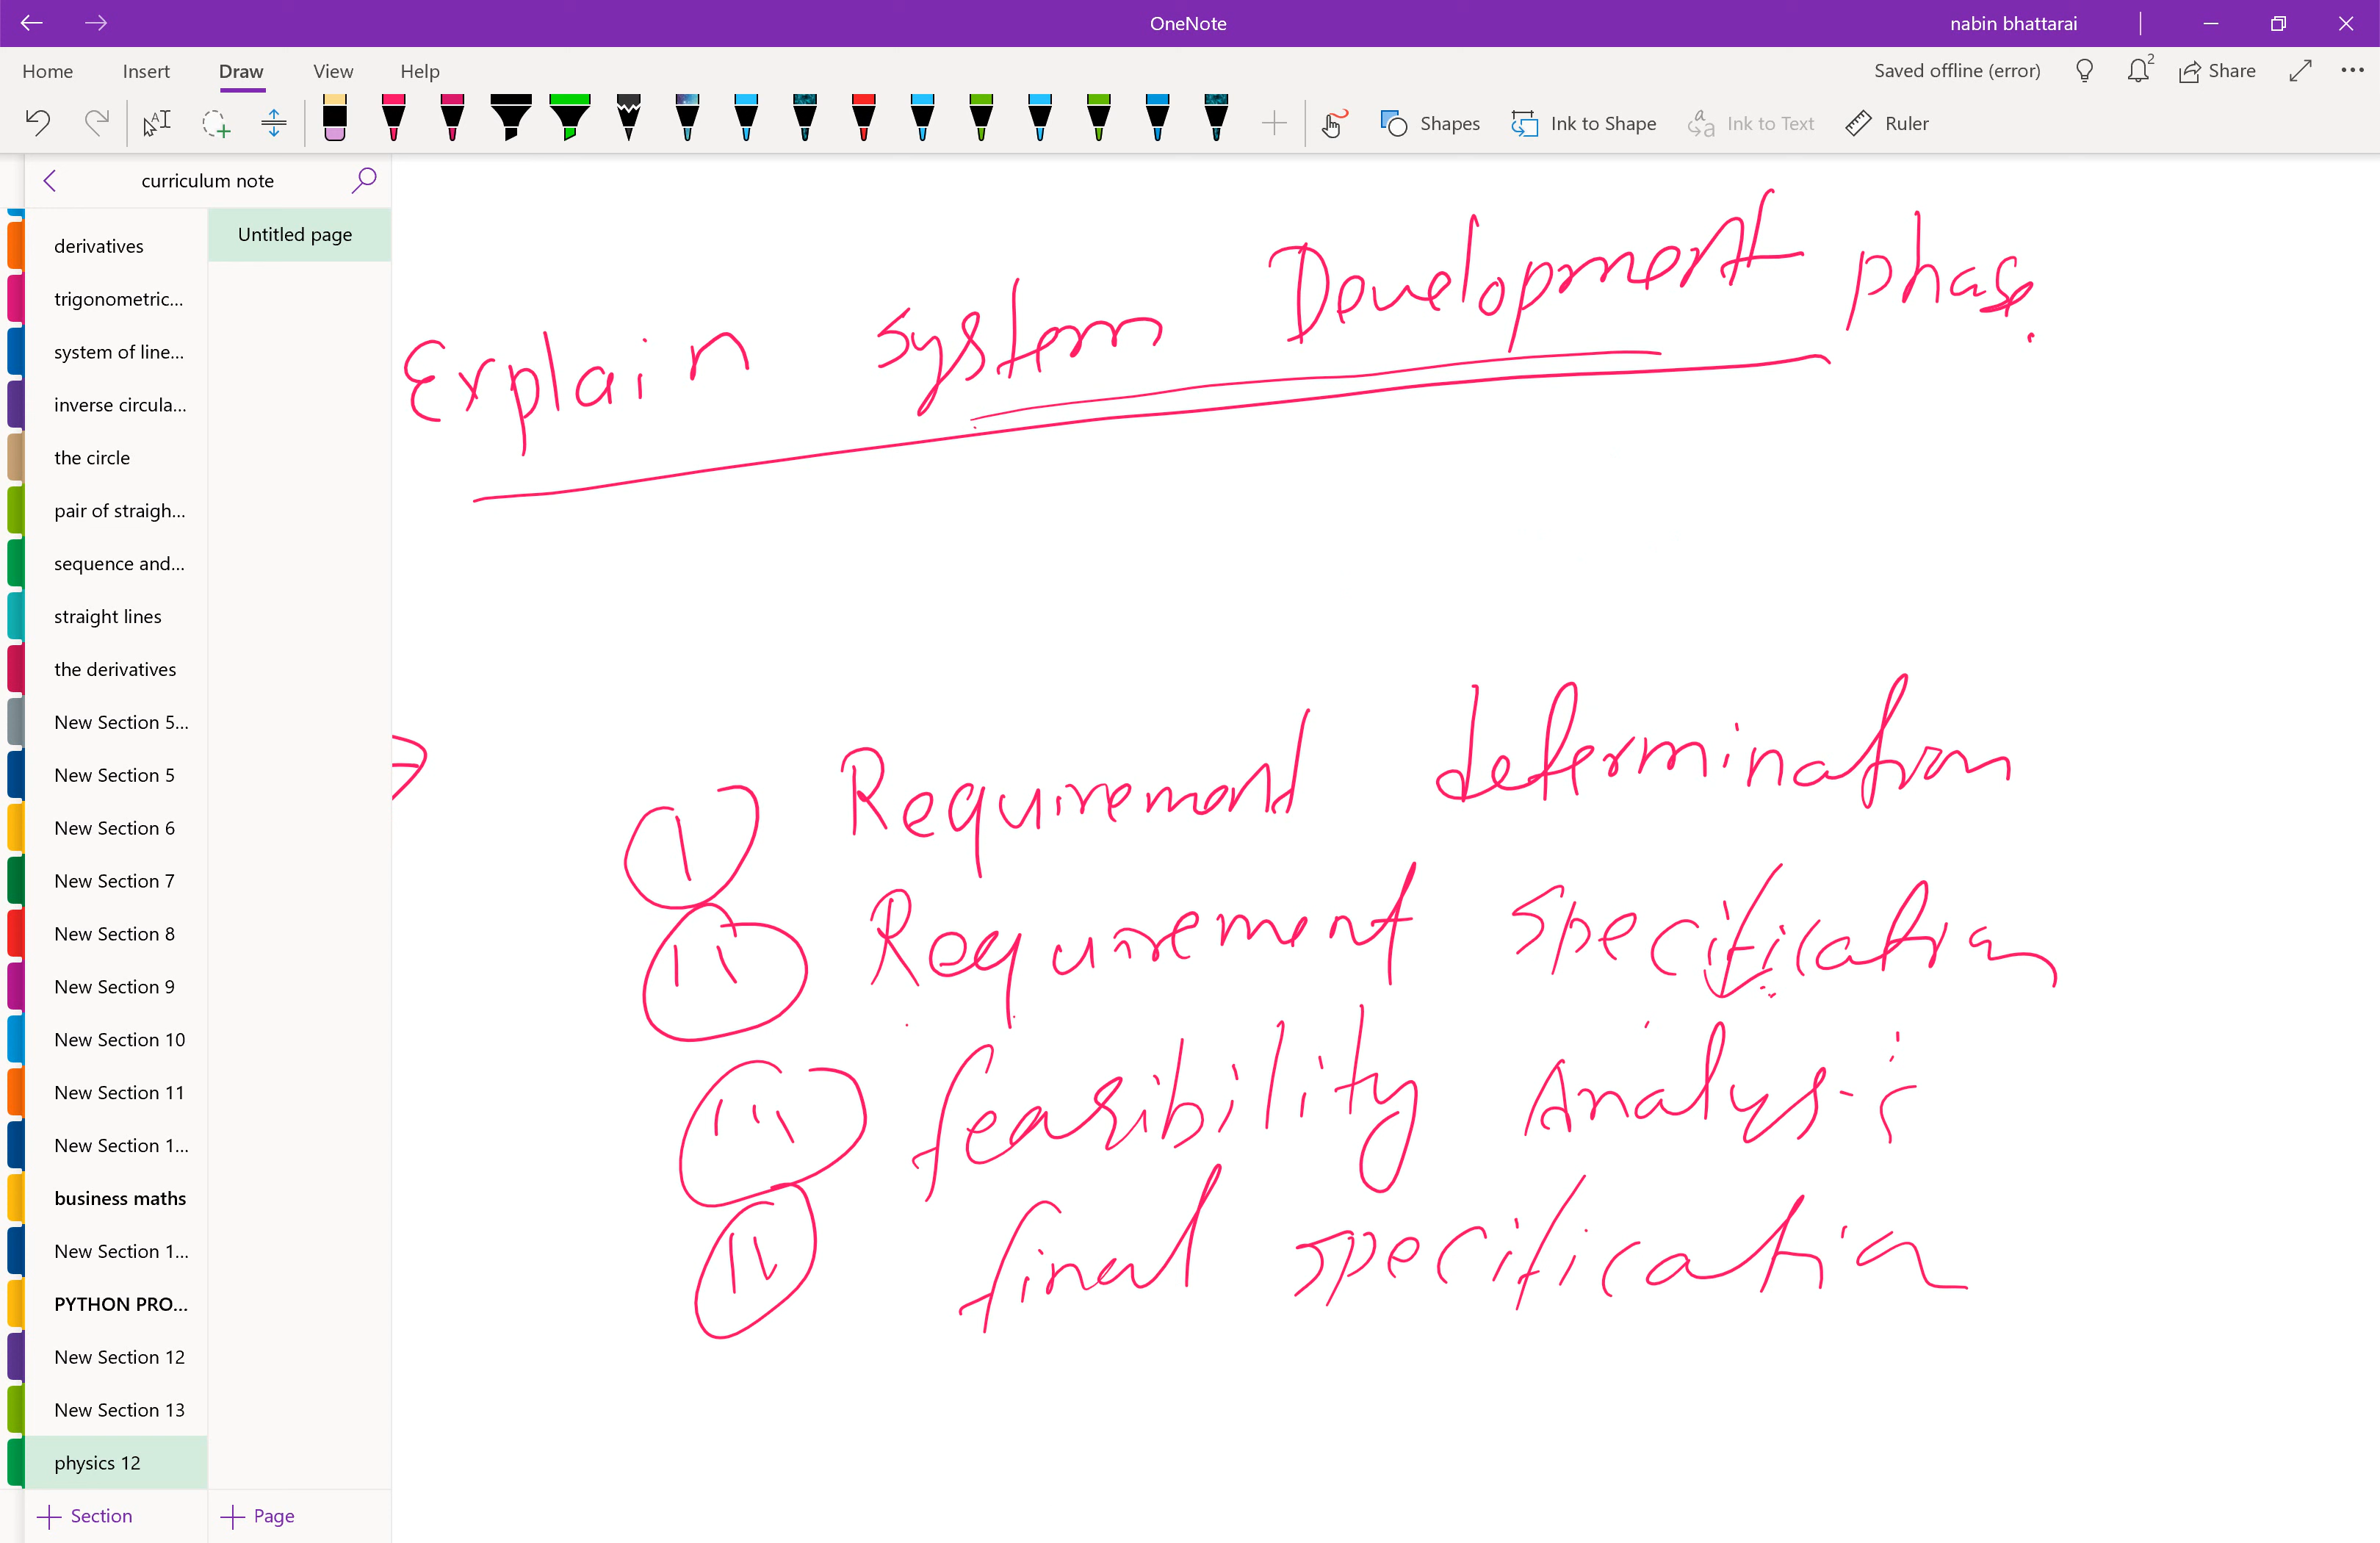 OneNote
nabin bhattarai
Home Insert Draw View Help
Saved offline (error) 2 Share
Shapes Ink to Shape Ink to Text Ruler
curriculum note
Untitled page
derivatives
trigonometric...
system of line...
inverse circula...
the circle
pair of straigh...
sequence and...
straight lines
the derivatives
New Section 5...
New Section 5
New Section 6
New Section 7
New Section 8
New Section 9
New Section 10
New Section 11
New Section 1...
business maths
New Section 1...
PYTHON PRO...
New Section 12
New Section 13
physics 12
Section
Page
Explain system Development phase.
I Requirement determination
II Requirement specification
III feasibility Analysis
IV final specification